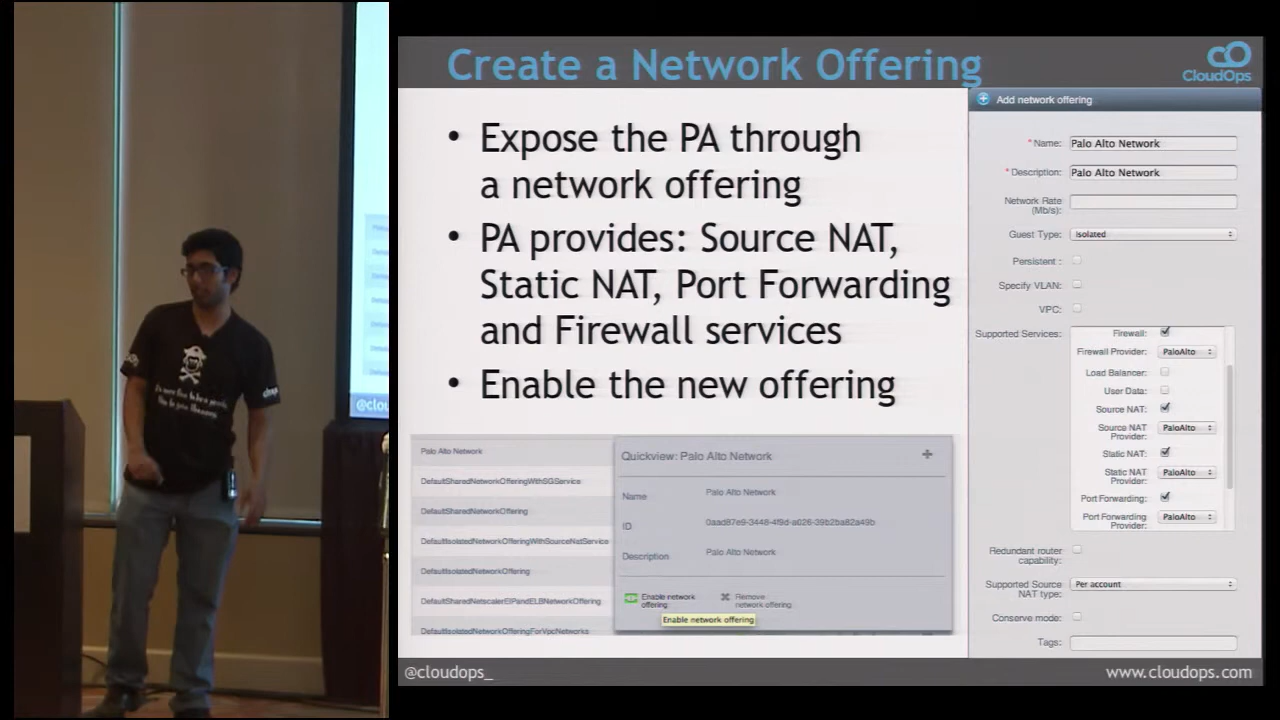 Create a Network Offering
CloudOps
• Expose the PA through
a network offering
• PA provides: Source NAT,
Static NAT, Port Forwarding
and Firewall services
• Enable the new offering
Palo Alto Network
DefaultSharedNetworkOfferingWithSGService
DefaultSharedNetworkOffering
DefaultIsolatedNetworkOfferingWithSourceNatService
DefaultIsolatedNetworkOffering
DefaultSharedNetscalerEIPandELBNetworkOffering
DefaultIsolatedNetworkOfferingForVpcNetworks
Quickview: Palo Alto Network
Name Palo Alto Network
ID 0aad87e9-3448-4f9d-a026-39b2ba82a49b
Description Palo Alto Network
Enable network
offering
Remove
network offering
Enable network offering
Add network offering
* Name: Palo Alto Network
* Description: Palo Alto Network
Network Rate
(Mb/s):
Guest Type: Isolated
Persistent :
Specify VLAN:
VPC:
Supported Services:
Firewall:
Firewall Provider: PaloAlto
Load Balancer:
User Data:
Source NAT:
Source NAT
Provider: PaloAlto
Static NAT:
Static NAT
Provider: PaloAlto
Port Forwarding:
Port Forwarding
Provider: PaloAlto
Redundant router
capability:
Supported Source
NAT type: Per account
Conserve mode:
Tags:
@cloudops_
www.cloudops.com
@clou